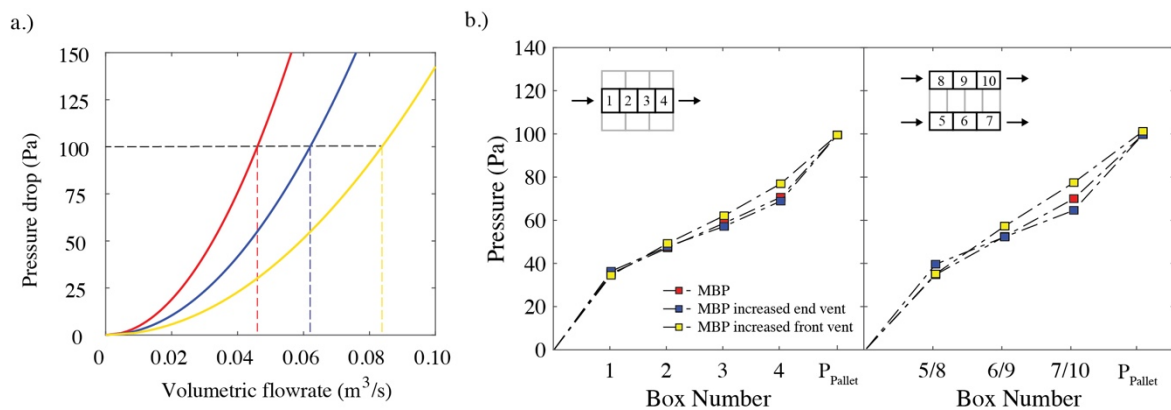 a.)
150
125
100
75
50
25
0
Pressure drop (Pa)
0 0.02 0.04 0.06 0.08 0.10
Volumetric flowrate (m³/s)
b.)
140
120
100
80
60
40
20
0
Pressure (Pa)
1 2 3 4
8 9 10
5 6 7
MBP
MBP increased end vent
MBP increased front vent
1 2 3 4 P_Pallet
Box Number
5/8 6/9 7/10 P_Pallet
Box Number